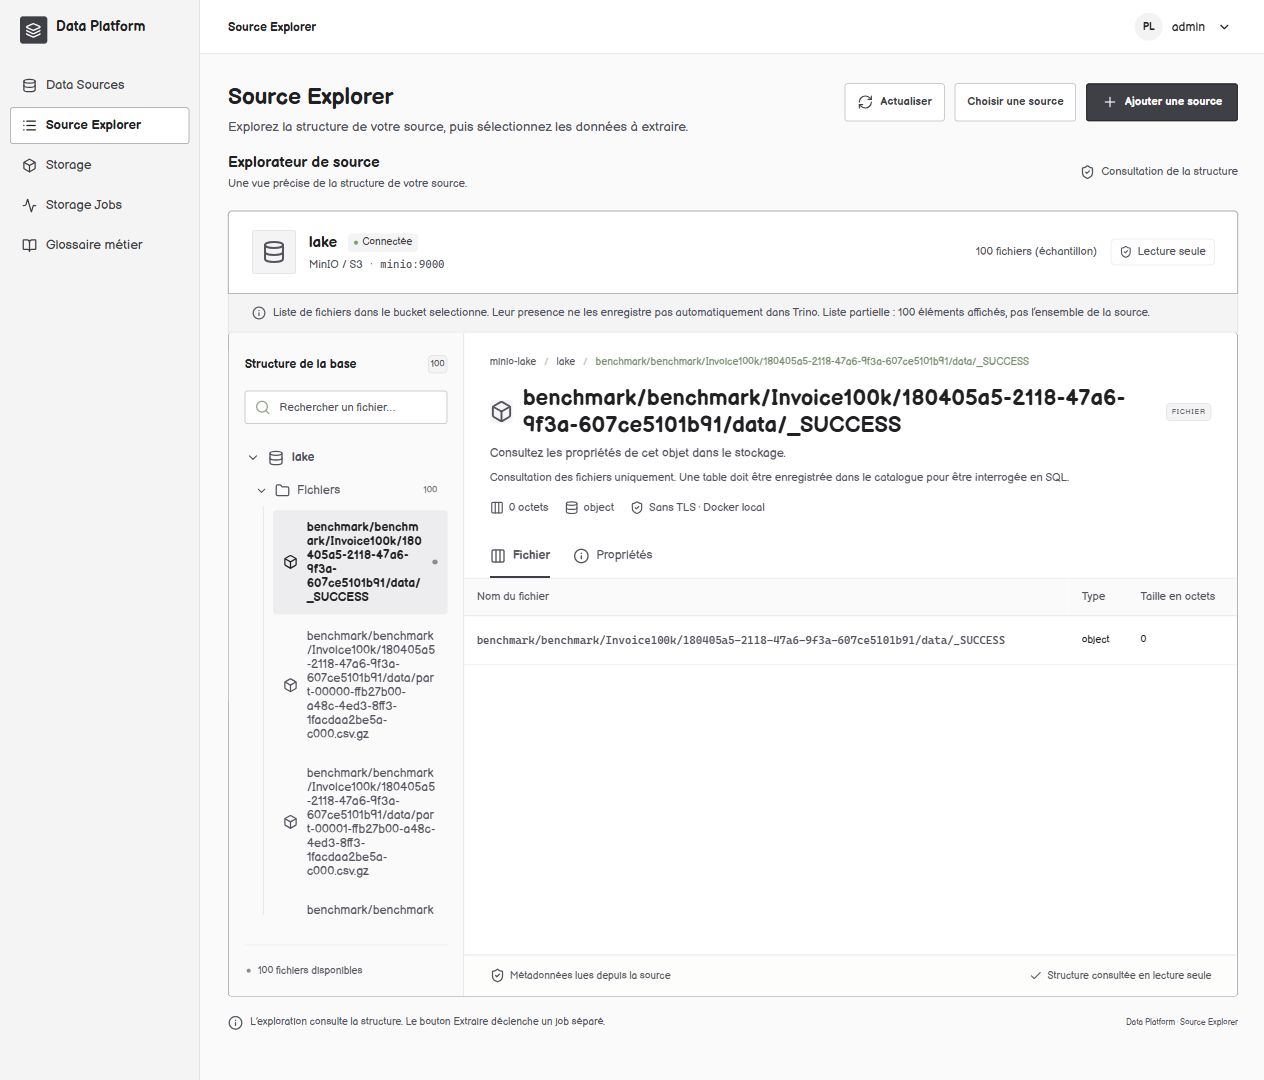 Data Platform
Source Explorer
PL admin
Data Sources
Source Explorer
Storage
Storage Jobs
Glossaire métier
Source Explorer
Explorez la structure de votre source, puis sélectionnez les données à extraire.
Actualiser
Choisir une source
Ajouter une source
Explorateur de source
Une vue précise de la structure de votre source.
Consultation de la structure
lake Connectée
MinIO / S3 · minio:9000
100 fichiers (échantillon)
Lecture seule
Liste de fichiers dans le bucket selectionne. Leur presence ne les enregistre pas automatiquement dans Trino. Liste partielle : 100 éléments affichés, pas l'ensemble de la source.
Structure de la base 100
Rechercher un fichier...
lake
Fichiers 100
benchmark/benchm
ark/Invoice100k/180
405a5-2118-47a6-
9f3a-
607ce5101b91/data/
_SUCCESS
benchmark/benchmark
/Invoice100k/180405a5
-2118-47a6-9f3a-
607ce5101b91/data/par
t-00000-ffb27b00-
a48c-4ed3-8ff3-
1facdaa2be5a-
c000.csv.gz
benchmark/benchmark
/Invoice100k/180405a5
-2118-47a6-9f3a-
607ce5101b91/data/par
t-00001-ffb27b00-a48c-
4ed3-8ff3-
1facdaa2be5a-
c000.csv.gz
benchmark/benchmark
100 fichiers disponibles
minio-lake / lake / benchmark/benchmark/Invoice100k/180405a5-2118-47a6-9f3a-607ce5101b91/data/_SUCCESS
benchmark/benchmark/Invoice100k/180405a5-2118-47a6-
9f3a-607ce5101b91/data/_SUCCESS
FICHIER
Consultez les propriétés de cet objet dans le stockage.
Consultation des fichiers uniquement. Une table doit être enregistrée dans le catalogue pour être interrogée en SQL.
0 octets object Sans TLS · Docker local
Fichier Propriétés
Nom du fichier Type Taille en octets
benchmark/benchmark/Invoice100k/180405a5-2118-47a6-9f3a-607ce5101b91/data/_SUCCESS object 0
Métadonnées lues depuis la source
Structure consultée en lecture seule
L'exploration consulte la structure. Le bouton Extraire déclenche un job séparé.
Data Platform · Source Explorer